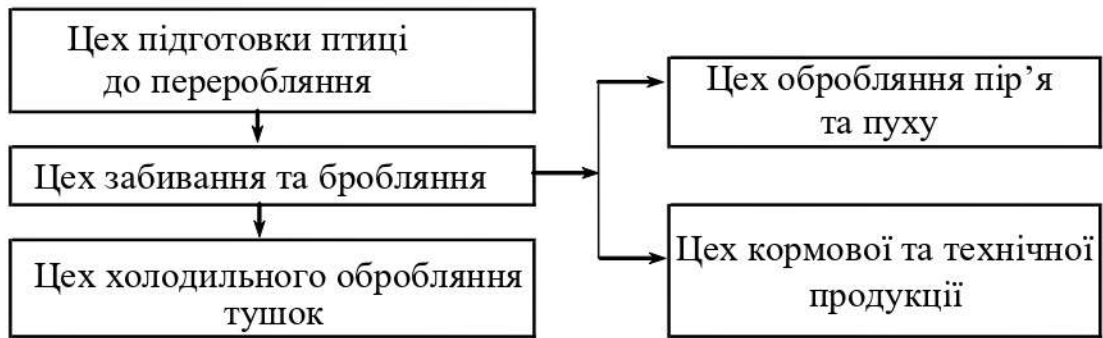 Цех підготовки птиці
до переробляння
Цех забивання та бробляння
Цех холодильного обробляння
тушок
Цех обробляння пір’я
та пуху
Цех кормової та технічної
продукції